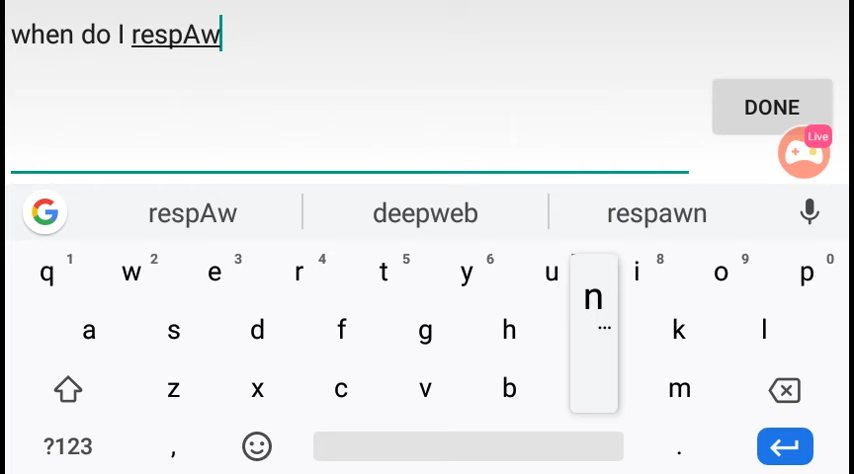 when do I respAw
DONE
Live
G
respAw deepweb respawn
q 1 w 2 e 3 r 4 t 5 y 6 u i 8 o 9 p 0
n
...
a s d f g h k l
z x c v b m
?123 , .